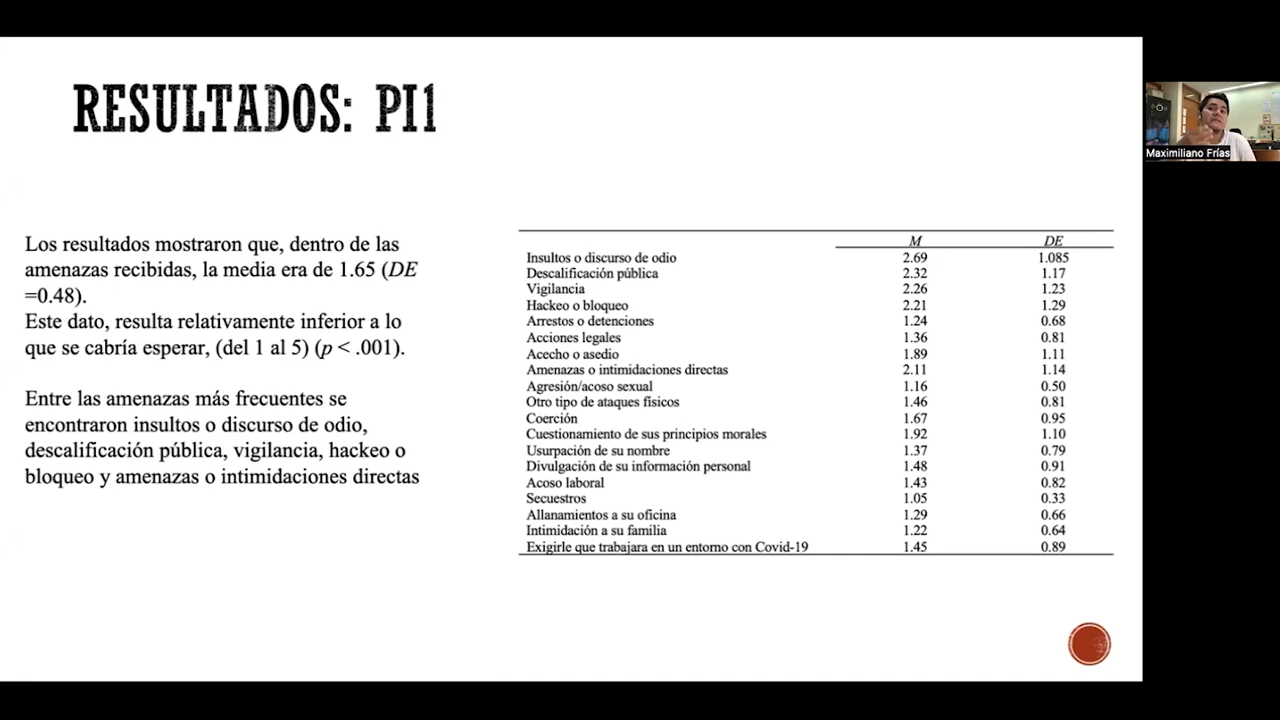 RESULTADOS: PI1
Los resultados mostraron que, dentro de las
amenazas recibidas, la media era de 1.65 (DE
=0.48).
Este dato, resulta relativamente inferior a lo
que se cabría esperar, (del 1 al 5) (p < .001).
Entre las amenazas más frecuentes se
encontraron insultos o discurso de odio,
descalificación pública, vigilancia, hackeo o
bloqueo y amenazas o intimidaciones directas
M DE
Insultos o discurso de odio 2.69 1.085
Descalificación pública 2.32 1.17
Vigilancia 2.26 1.23
Hackeo o bloqueo 2.21 1.29
Arrestos o detenciones 1.24 0.68
Acciones legales 1.36 0.81
Acecho o asedio 1.89 1.11
Amenazas o intimidaciones directas 2.11 1.14
Agresión/acoso sexual 1.16 0.50
Otro tipo de ataques físicos 1.46 0.81
Coerción 1.67 0.95
Cuestionamiento de sus principios morales 1.92 1.10
Usurpación de su nombre 1.37 0.79
Divulgación de su información personal 1.48 0.91
Acoso laboral 1.43 0.82
Secuestros 1.05 0.33
Allanamientos a su oficina 1.29 0.66
Intimidación a su familia 1.22 0.64
Exigirle que trabajara en un entorno con Covid-19 1.45 0.89
Maximiliano Frías